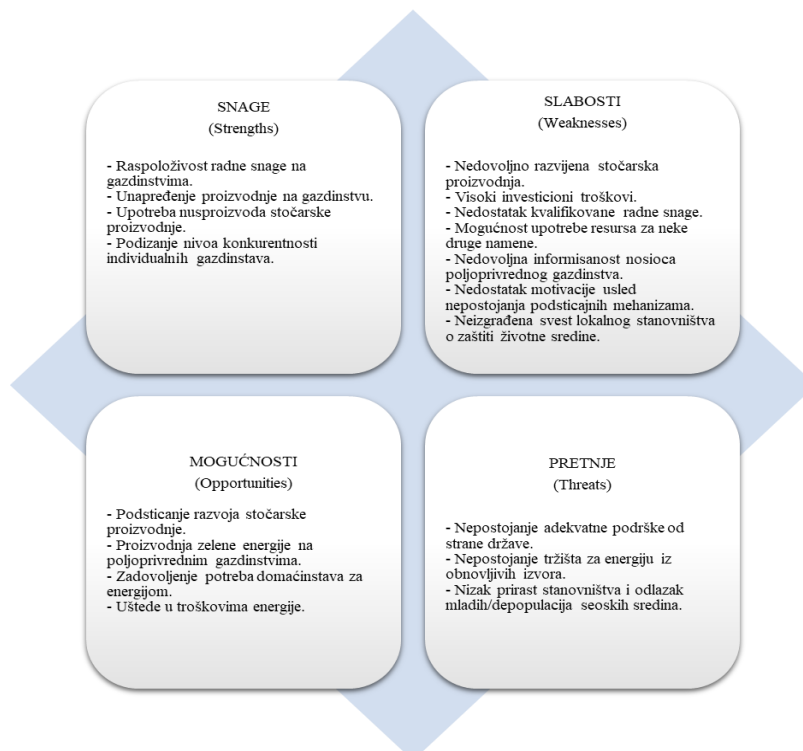 SNAGE
(Strengths)
- Raspoloživost radne snage na
gazdinstvima.
- Unapređenje proizvodnje na gazdinstvu.
- Upotreba nusproizvoda stočarske
proizvodnje.
- Podizanje nivoa konkurentnosti
individualnih gazdinstava.
SLABOSTI
(Weaknesses)
- Nedovoljno razvijena stočarska
proizvodnja.
- Visoki investicioni troškovi.
- Nedostatak kvalifikovane radne snage.
- Mogućnost upotrebe resursa za neke
druge namene.
- Nedovoljna informisanost nosioca
poljoprivrednog gazdinstva.
- Nedostatak motivacije usled
nepostojanja podsticajnih mehanizama.
- Neizgrađena svest lokalnog stanovništva
o zaštiti životne sredine.
MOGUĆNOSTI
(Opportunities)
- Podsticanje razvoja stočarske
proizvodnje.
- Proizvodnja zelene energije na
poljoprivrednim gazdinstvima.
- Zadovoljenje potreba domaćinstava za
energijom.
- Uštede u troškovima energije.
PRETNJE
(Threats)
- Nepostojanje adekvatne podrške od
strane države.
- Nepostojanje tržišta za energiju iz
obnovljivih izvora.
- Nizak prirast stanovništva i odlazak
mladih/depopulacija seoskih sredina.